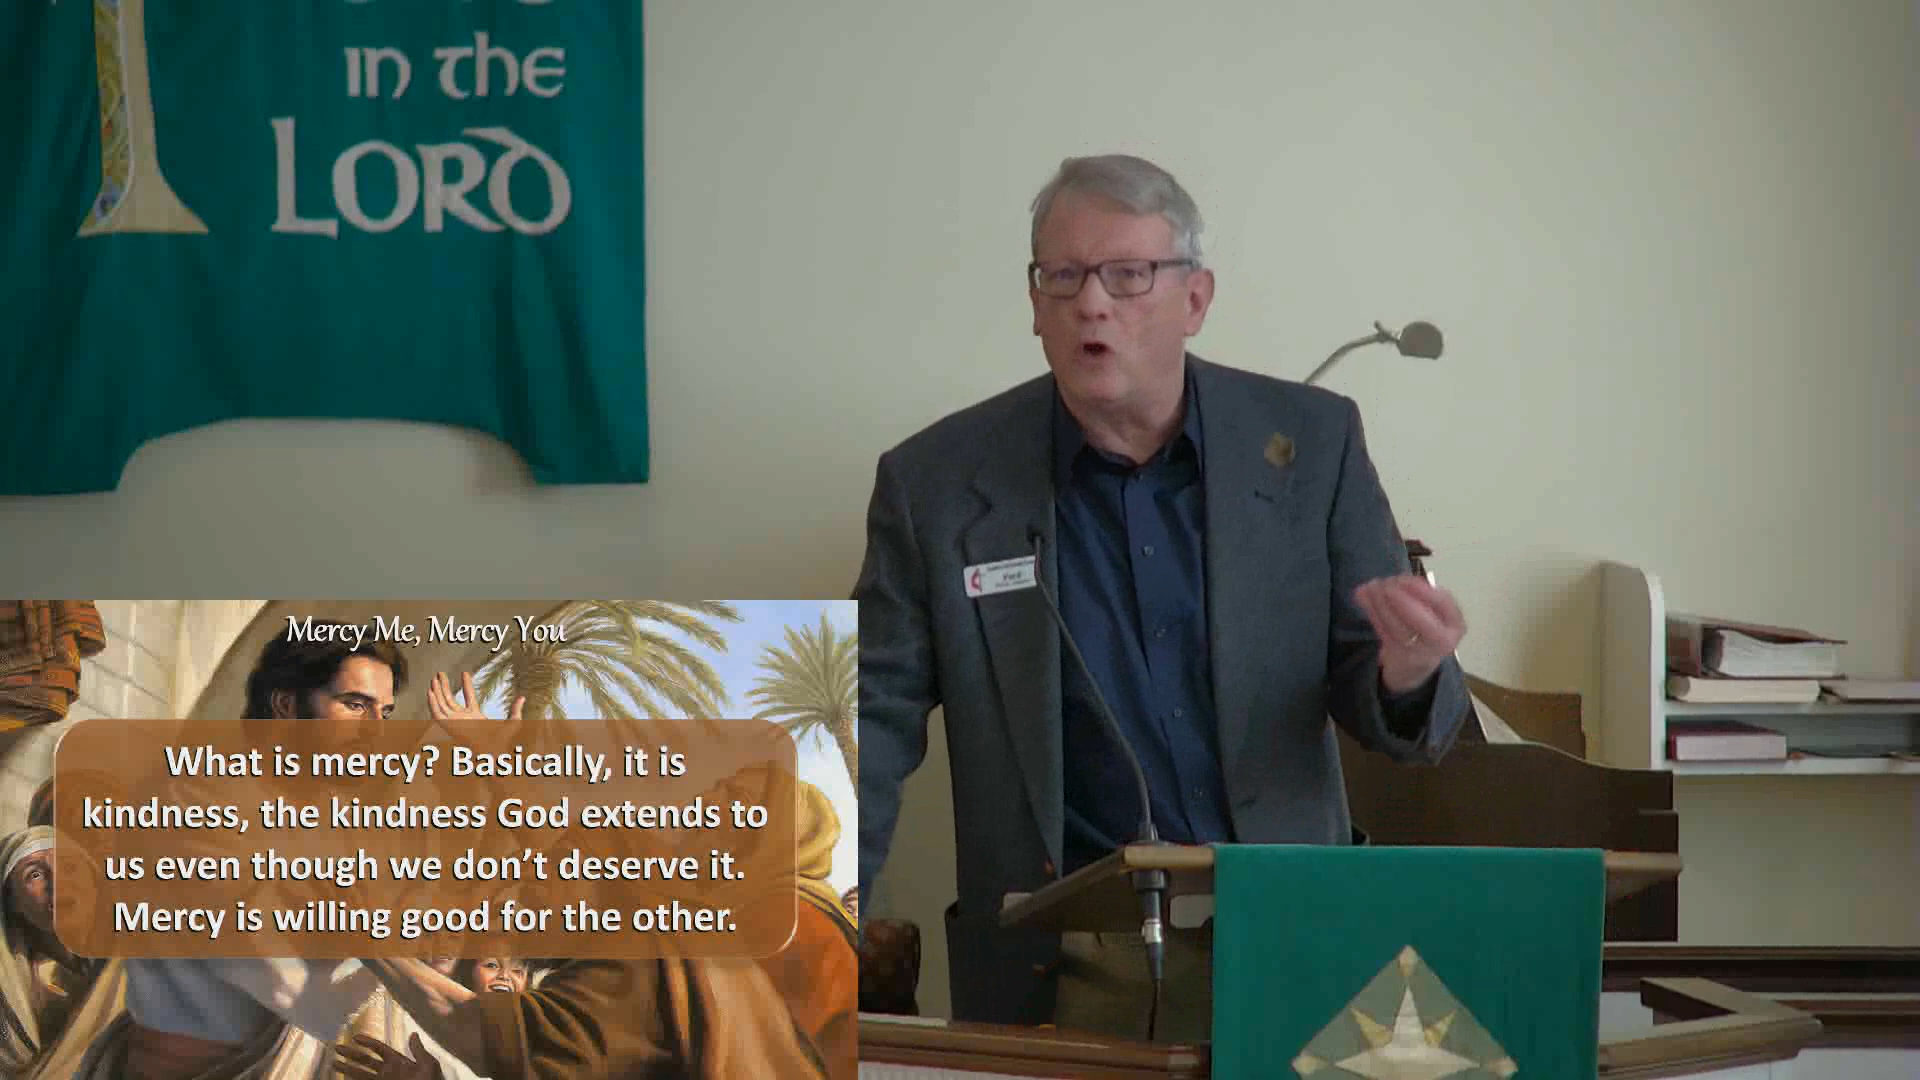 in the
LORD
Mercy Me, Mercy You
What is mercy? Basically, it is
kindness, the kindness God extends to
us even though we don’t deserve it.
Mercy is willing good for the other.